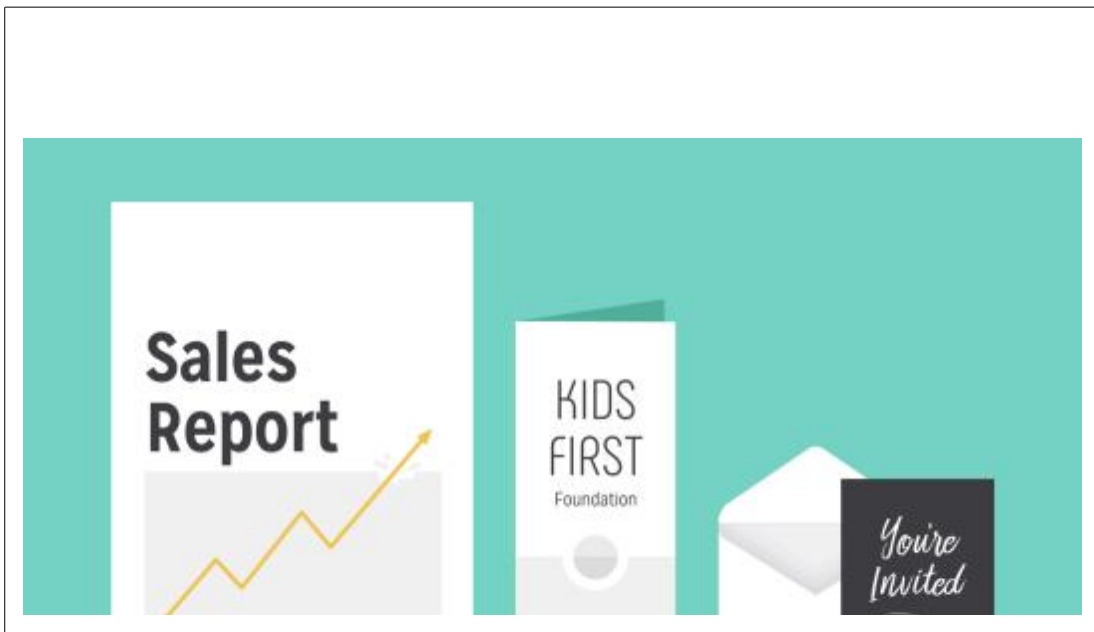 Sales
Report
KIDS
FIRST
Foundation
You're
Invited